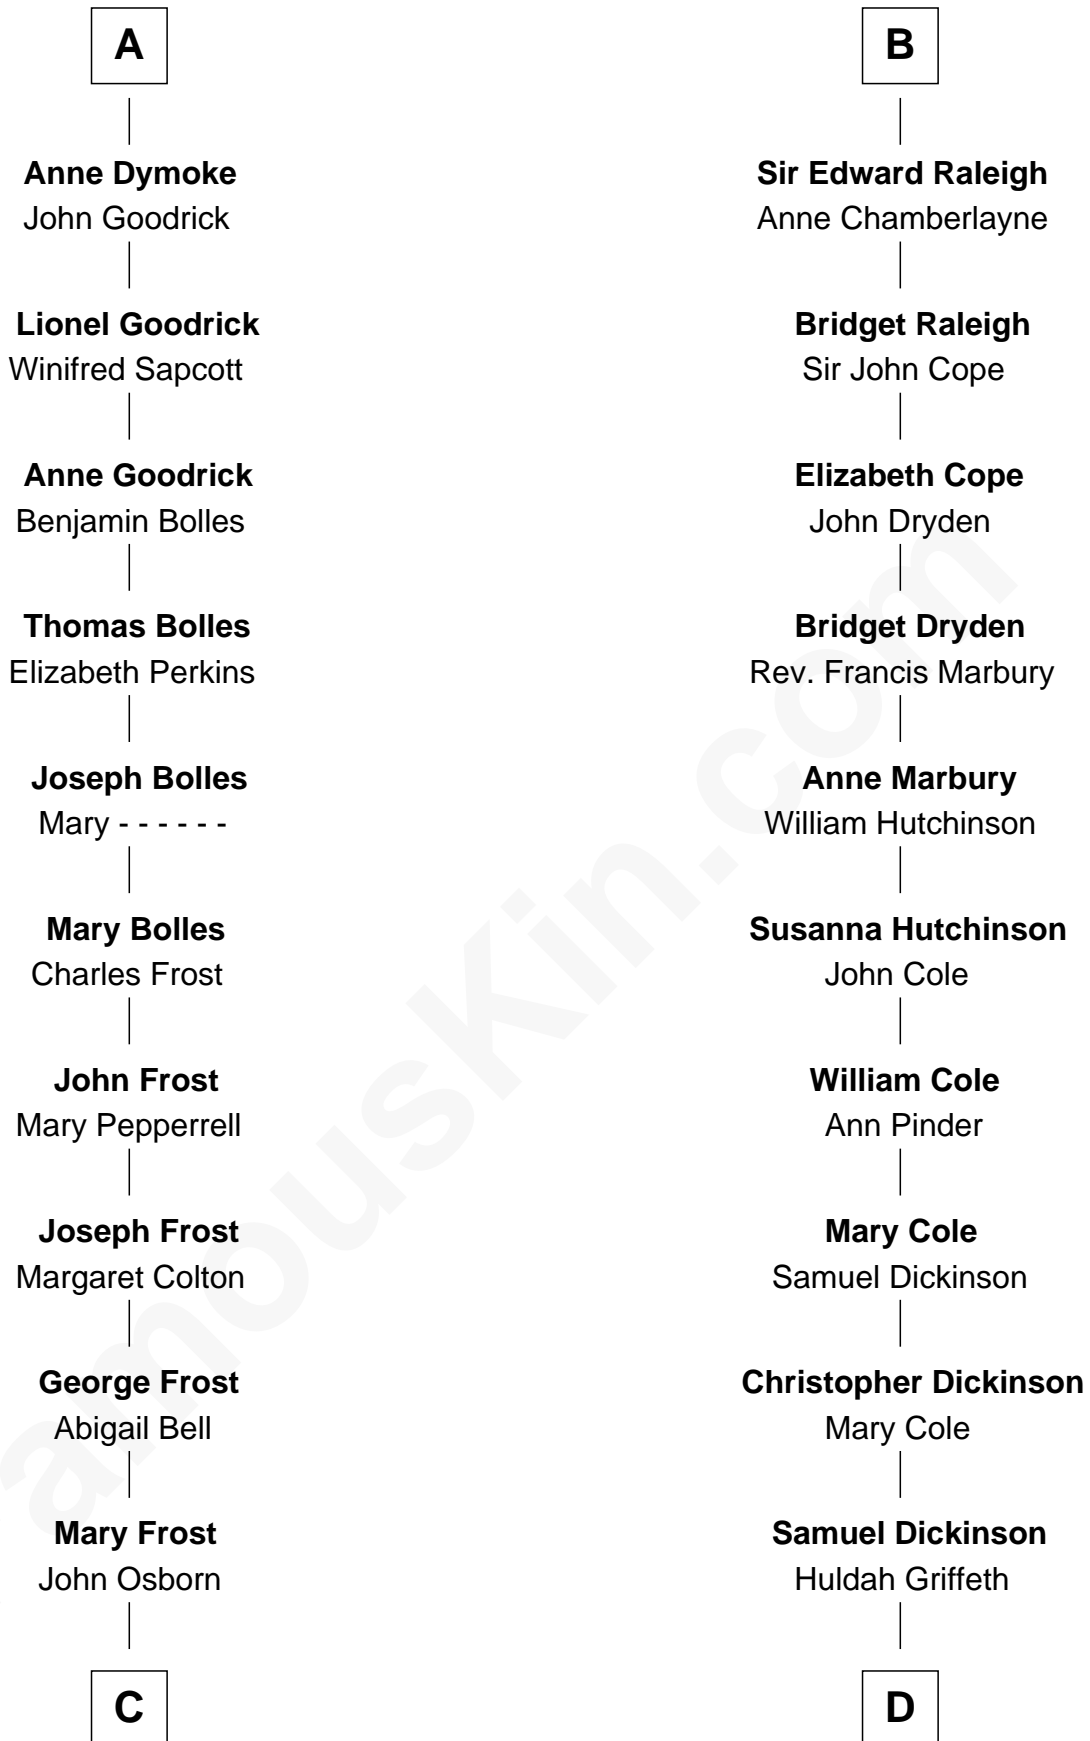 A
Anne Dymoke
John Goodrick
Lionel Goodrick
Winifred Sapcott
Anne Goodrick
Benjamin Bolles
Thomas Bolles
Elizabeth Perkins
Joseph Bolles
Mary - - - - - -
Mary Bolles
Charles Frost
John Frost
Mary Pepperrell
Joseph Frost
Margaret Colton
George Frost
Abigail Bell
Mary Frost
John Osborn
C
B
Sir Edward Raleigh
Anne Chamberlayne
Bridget Raleigh
Sir John Cope
Elizabeth Cope
John Dryden
Bridget Dryden
Rev. Francis Marbury
Anne Marbury
William Hutchinson
Susanna Hutchinson
John Cole
William Cole
Ann Pinder
Mary Cole
Samuel Dickinson
Christopher Dickinson
Mary Cole
Samuel Dickinson
Huldah Griffeth
D
amousKin.com